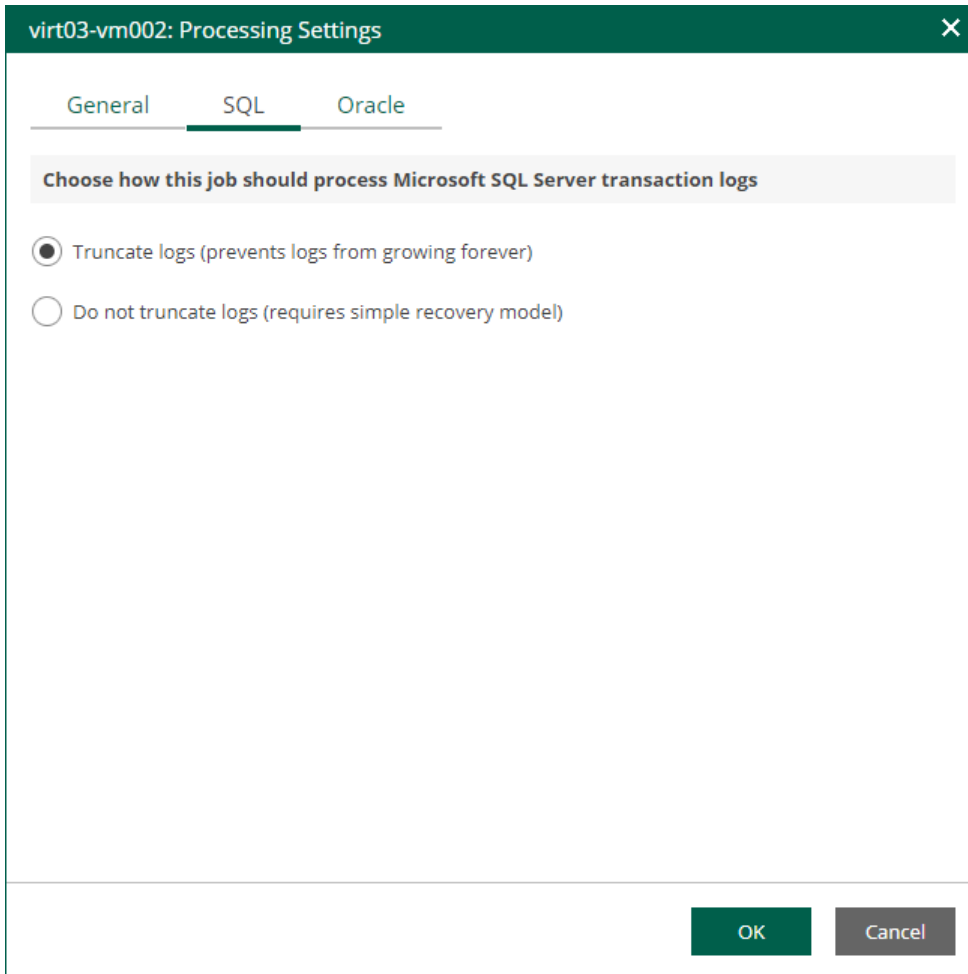 virt03-vm002: Processing Settings
General SQL Oracle
Choose how this job should process Microsoft SQL Server transaction logs
Truncate logs (prevents logs from growing forever)
Do not truncate logs (requires simple recovery model)
OK Cancel